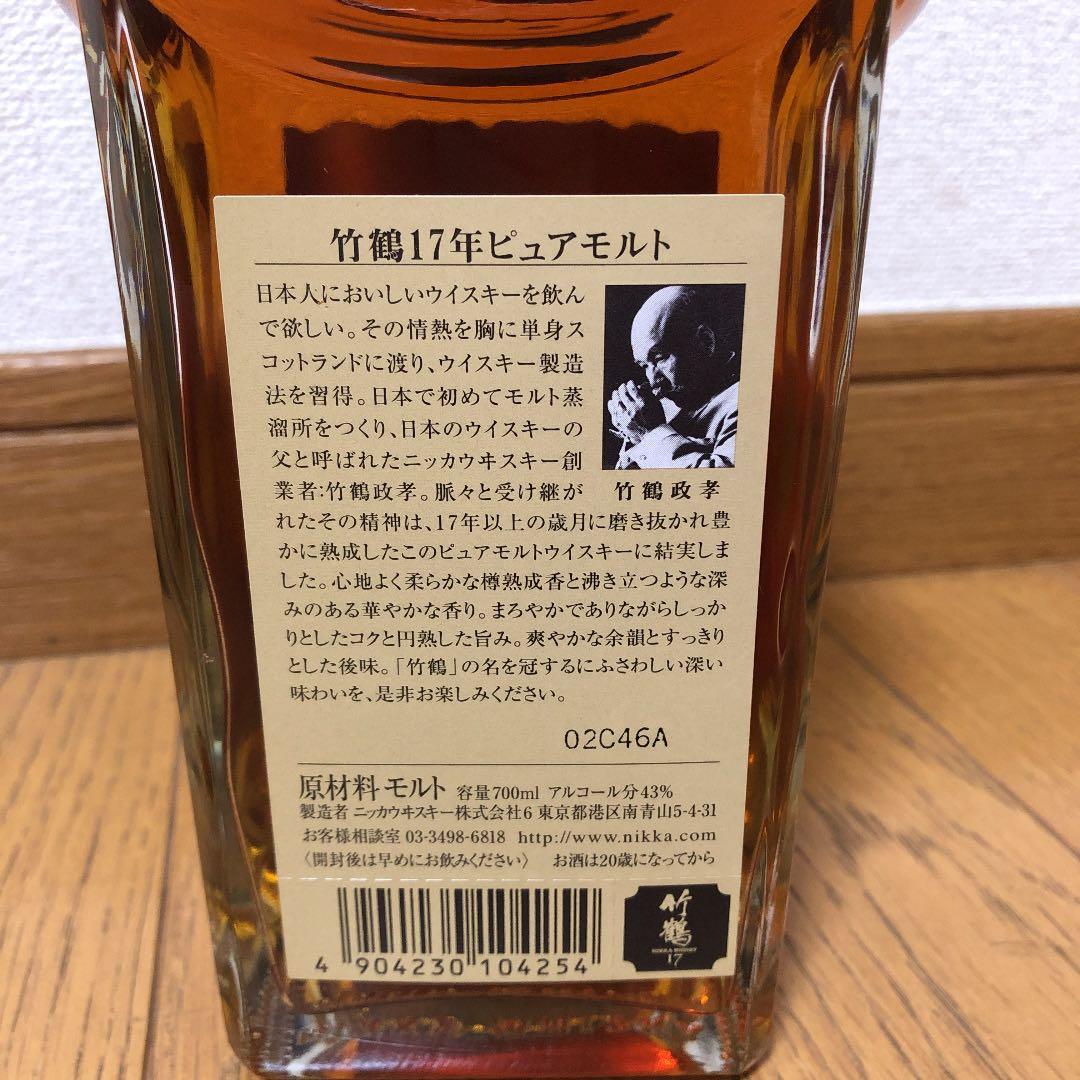 竹鶴17年ピュアモルト
日本人においしいウイスキーを飲ん
で欲しい。その情熱を胸に単身ス
コットランドに渡り、ウイスキー製造
法を習得。日本で初めてモルト蒸
溜所をつくり、日本のウイスキーの
父と呼ばれたニッカウヰスキー創
業者:竹鶴政孝。脈々と受け継が
竹鶴政孝
れたその精神は、17年以上の歳月に磨き抜かれ豊
かに熟成したこのピュアモルトウイスキーに結実しま
した。心地よく柔らかな樽熟成香と沸き立つような深
みのある華やかな香り。まろやかでありながらしっか
りとしたコクと円熟した旨み。爽やかな余韻とすっきり
とした後味。「竹鶴」の名を冠するにふさわしい深い
味わいを、是非お楽しみください。
02C46A
原材料 モルト 容量700ml アルコール分43%
製造者 ニッカウヰスキー株式会社6 東京都港区南青山5-4-31
お客様相談室 03-3498-6818 http://www.nikka.com
〈開封後は早めにお飲みください〉 お酒は20歳になってから
4 904230 104254
竹鶴
NIKKA WHISKY
17